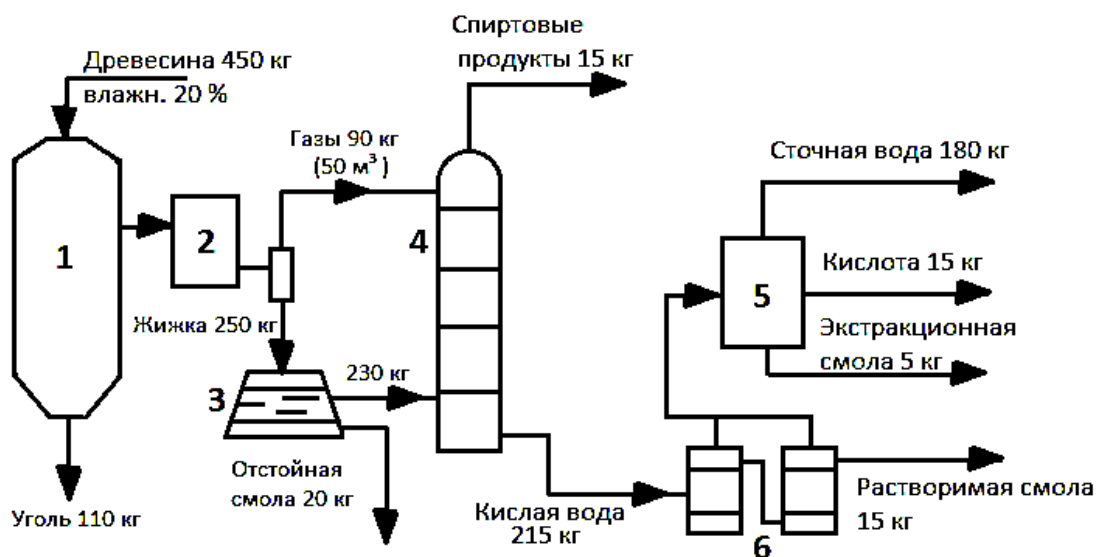 Древесина 450 кг
влажн. 20 %
Спиртовые
продукты 15 кг
Газы 90 кг
(50 м³ )
Сточная вода 180 кг
1
2
4
5
Кислота 15 кг
Жижка 250 кг
Экстракционная
смола 5 кг
3
230 кг
Отстойная
смола 20 кг
Уголь 110 кг
Кислая вода
215 кг
Растворимая смола
15 кг
6